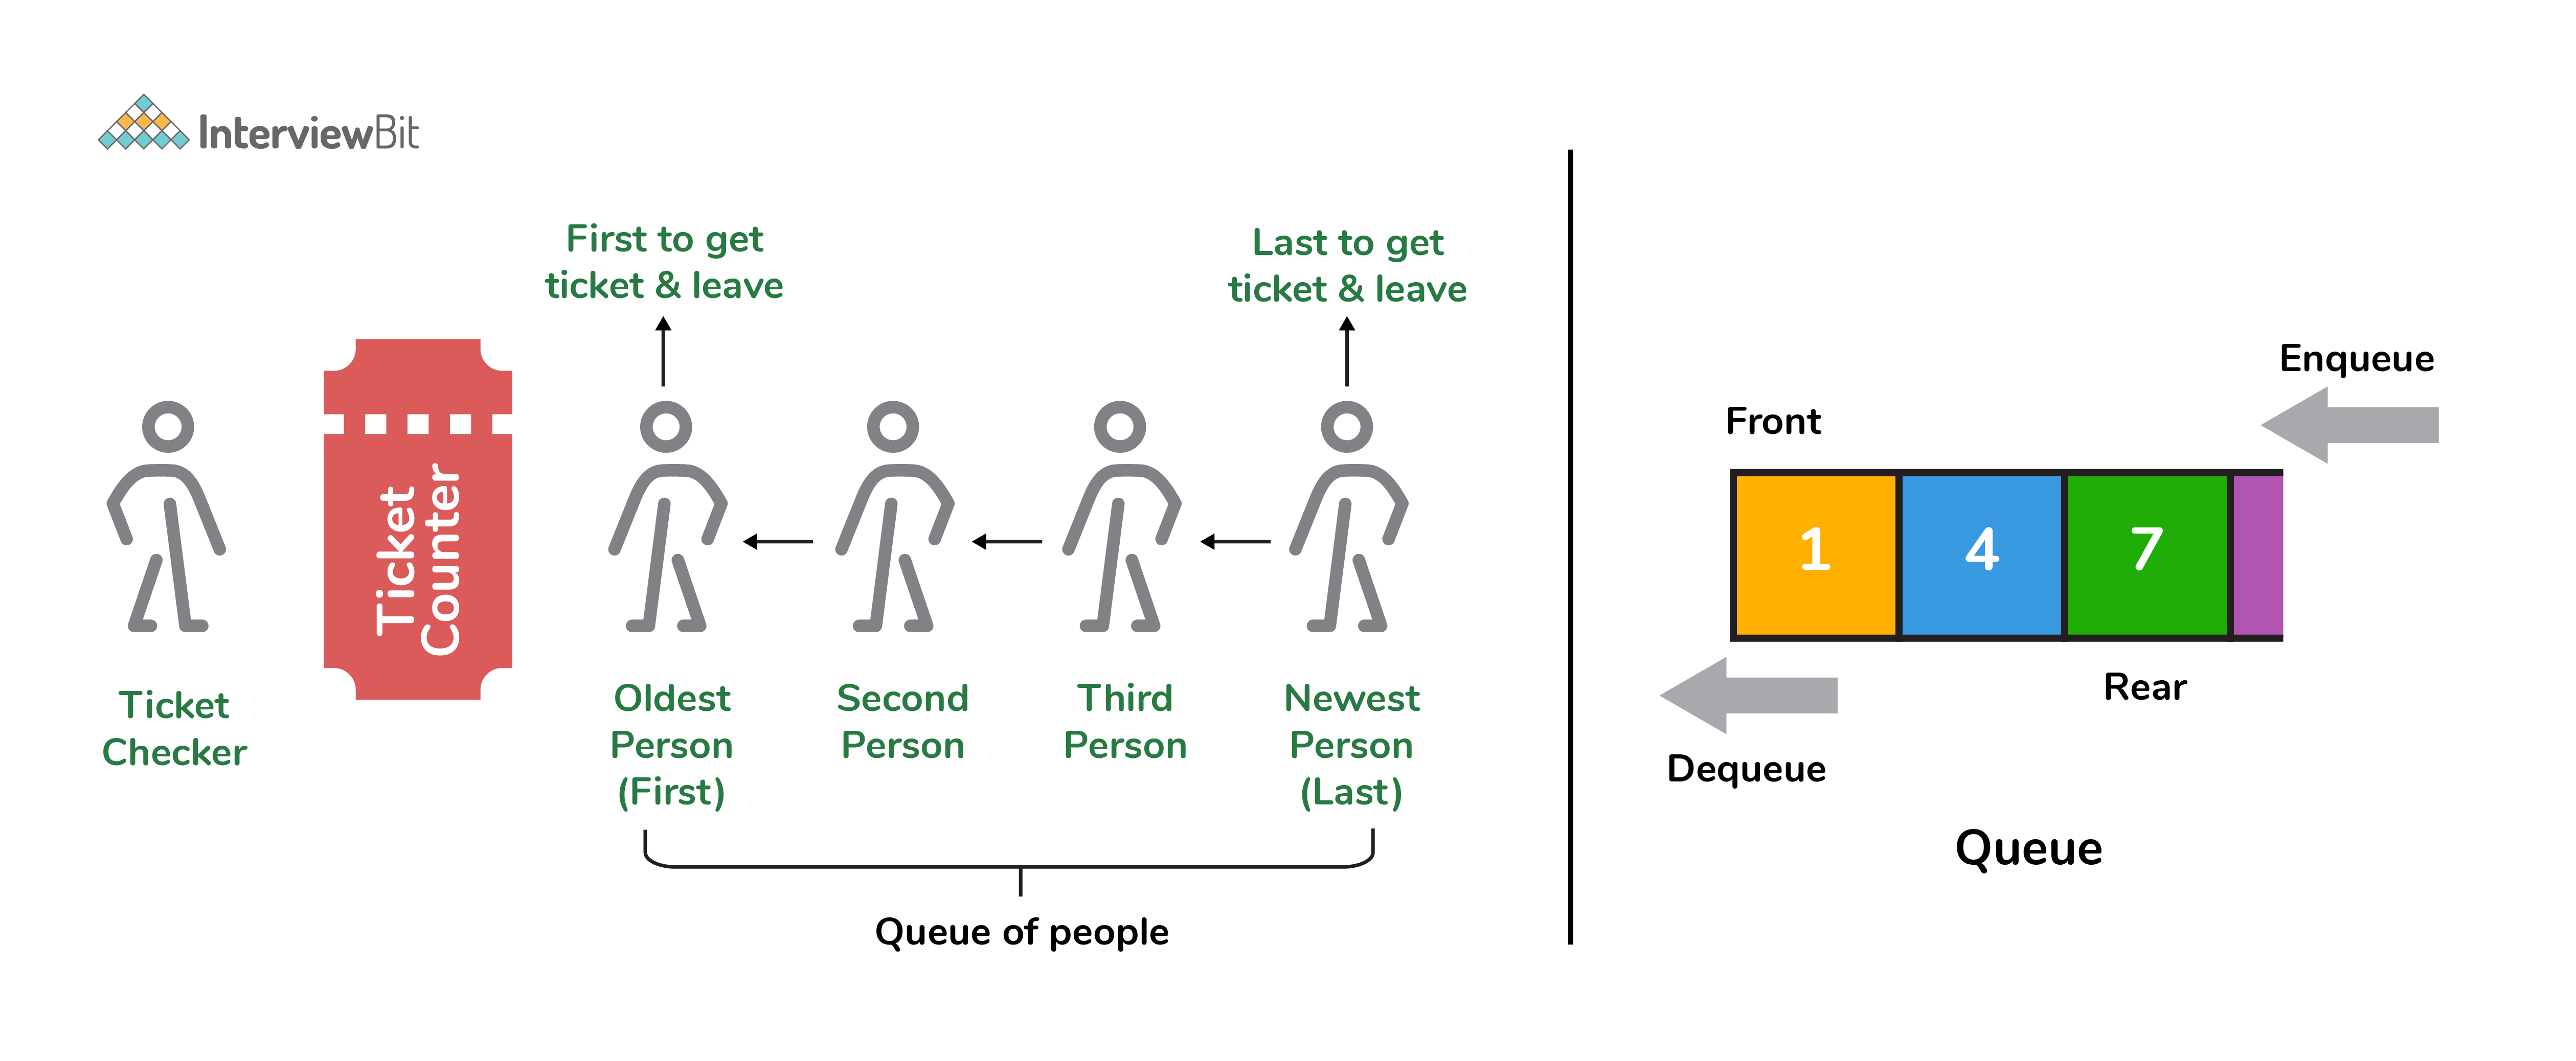 InterviewBit
First to get
ticket & leave
Last to get
ticket & leave
Ticket
Counter
Ticket
Checker
Oldest
Person
(First)
Second
Person
Third
Person
Newest
Person
(Last)
Queue of people
Enqueue
Front
1 4 7
Rear
Dequeue
Queue